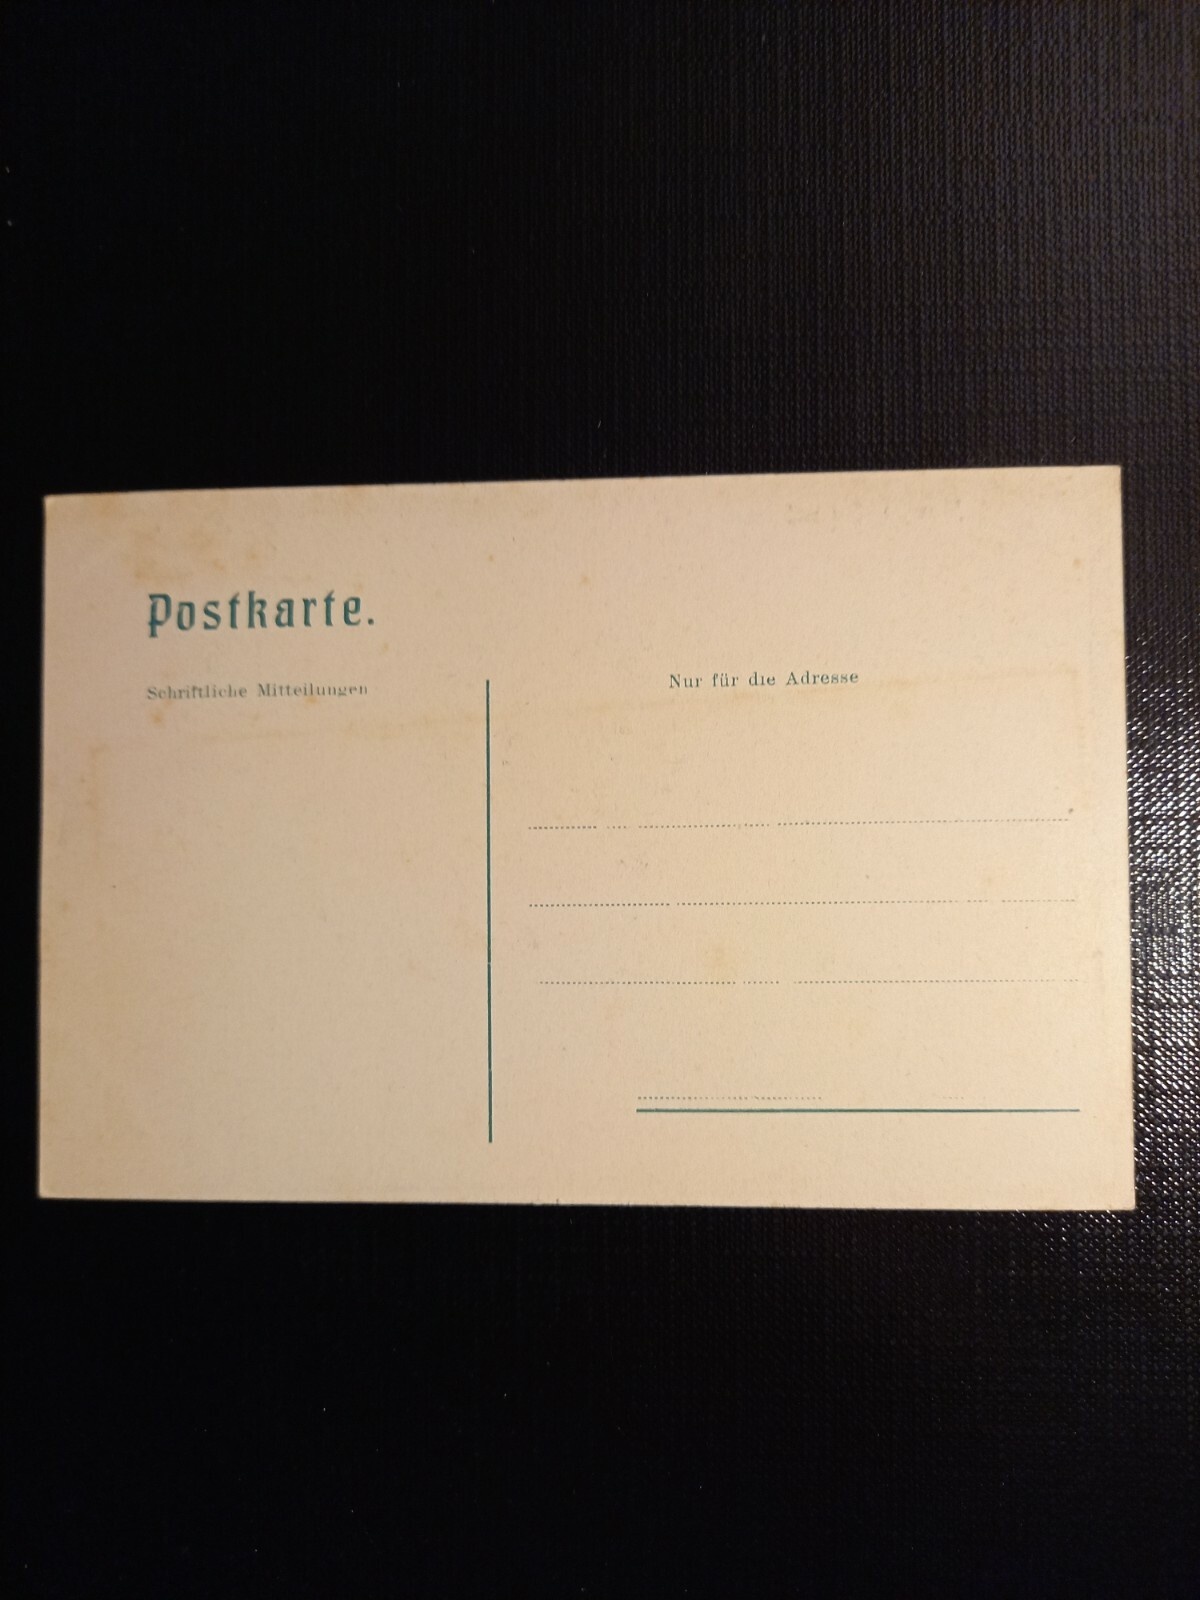 Postkarte.
Schriftliche Mitteilungen
Nur für die Adresse